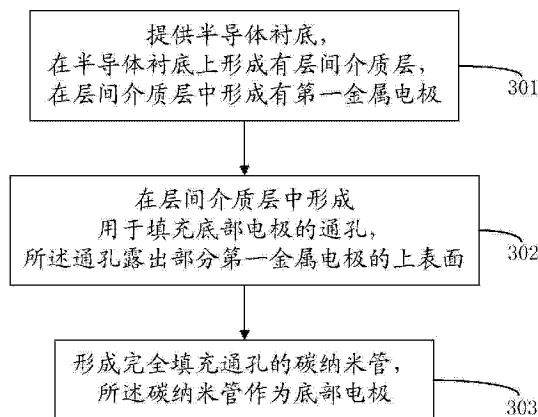 提供半导体衬底，
在半导体衬底上形成有层间介质层，
在层间介质层中形成有第一金属电极
301
在层间介质层中形成
用于填充底部电极的通孔，
所述通孔露出部分第一金属电极的上表面
302
形成完全填充通孔的碳纳米管，
所述碳纳米管作为底部电极
303